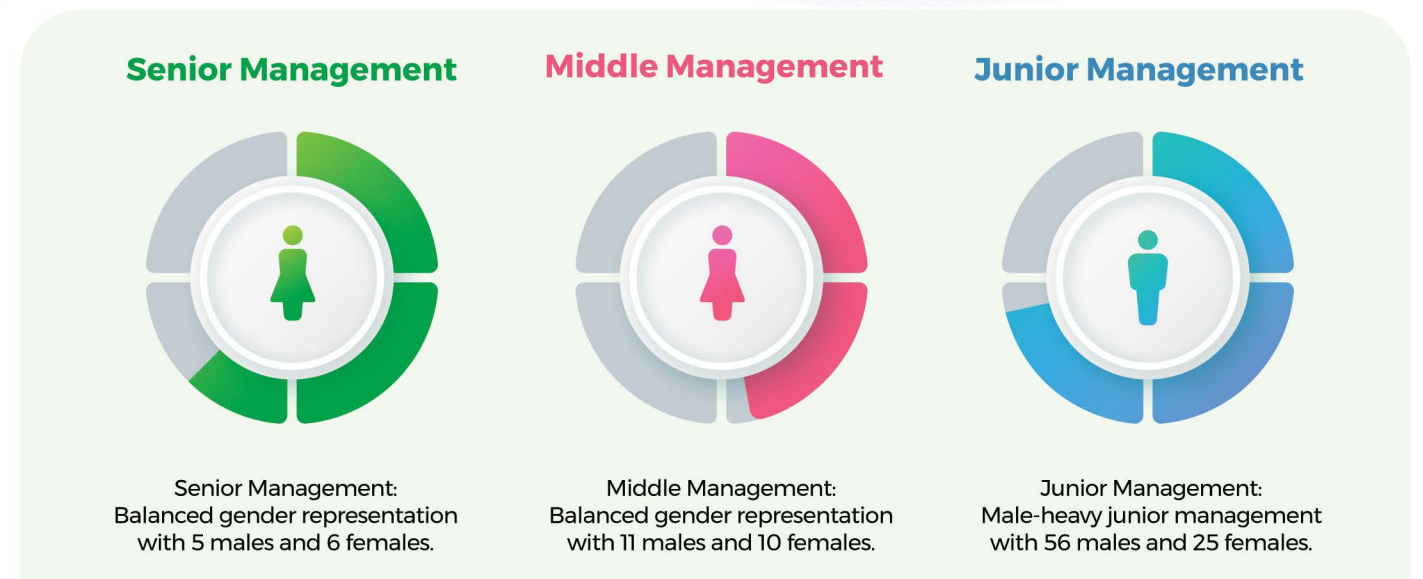 Senior Management
Middle Management
Junior Management
Senior Management:
Balanced gender representation
with 5 males and 6 females.
Middle Management:
Balanced gender representation
with 11 males and 10 females.
Junior Management:
Male-heavy junior management
with 56 males and 25 females.